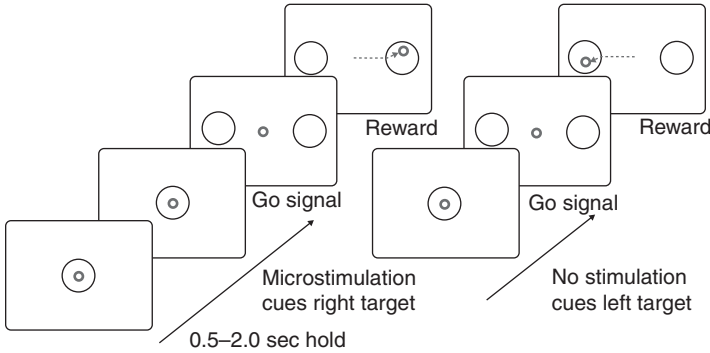 Reward
Reward
Go signal
Go signal
Microstimulation
cues right target
No stimulation
cues left target
0.5–2.0 sec hold